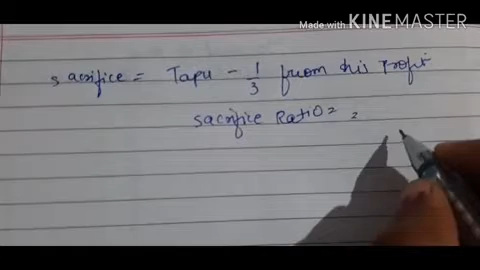 Made with KINEMASTER
sacrifice = Tapu - 1/3 from his Profit
sacrifice Ratio = =